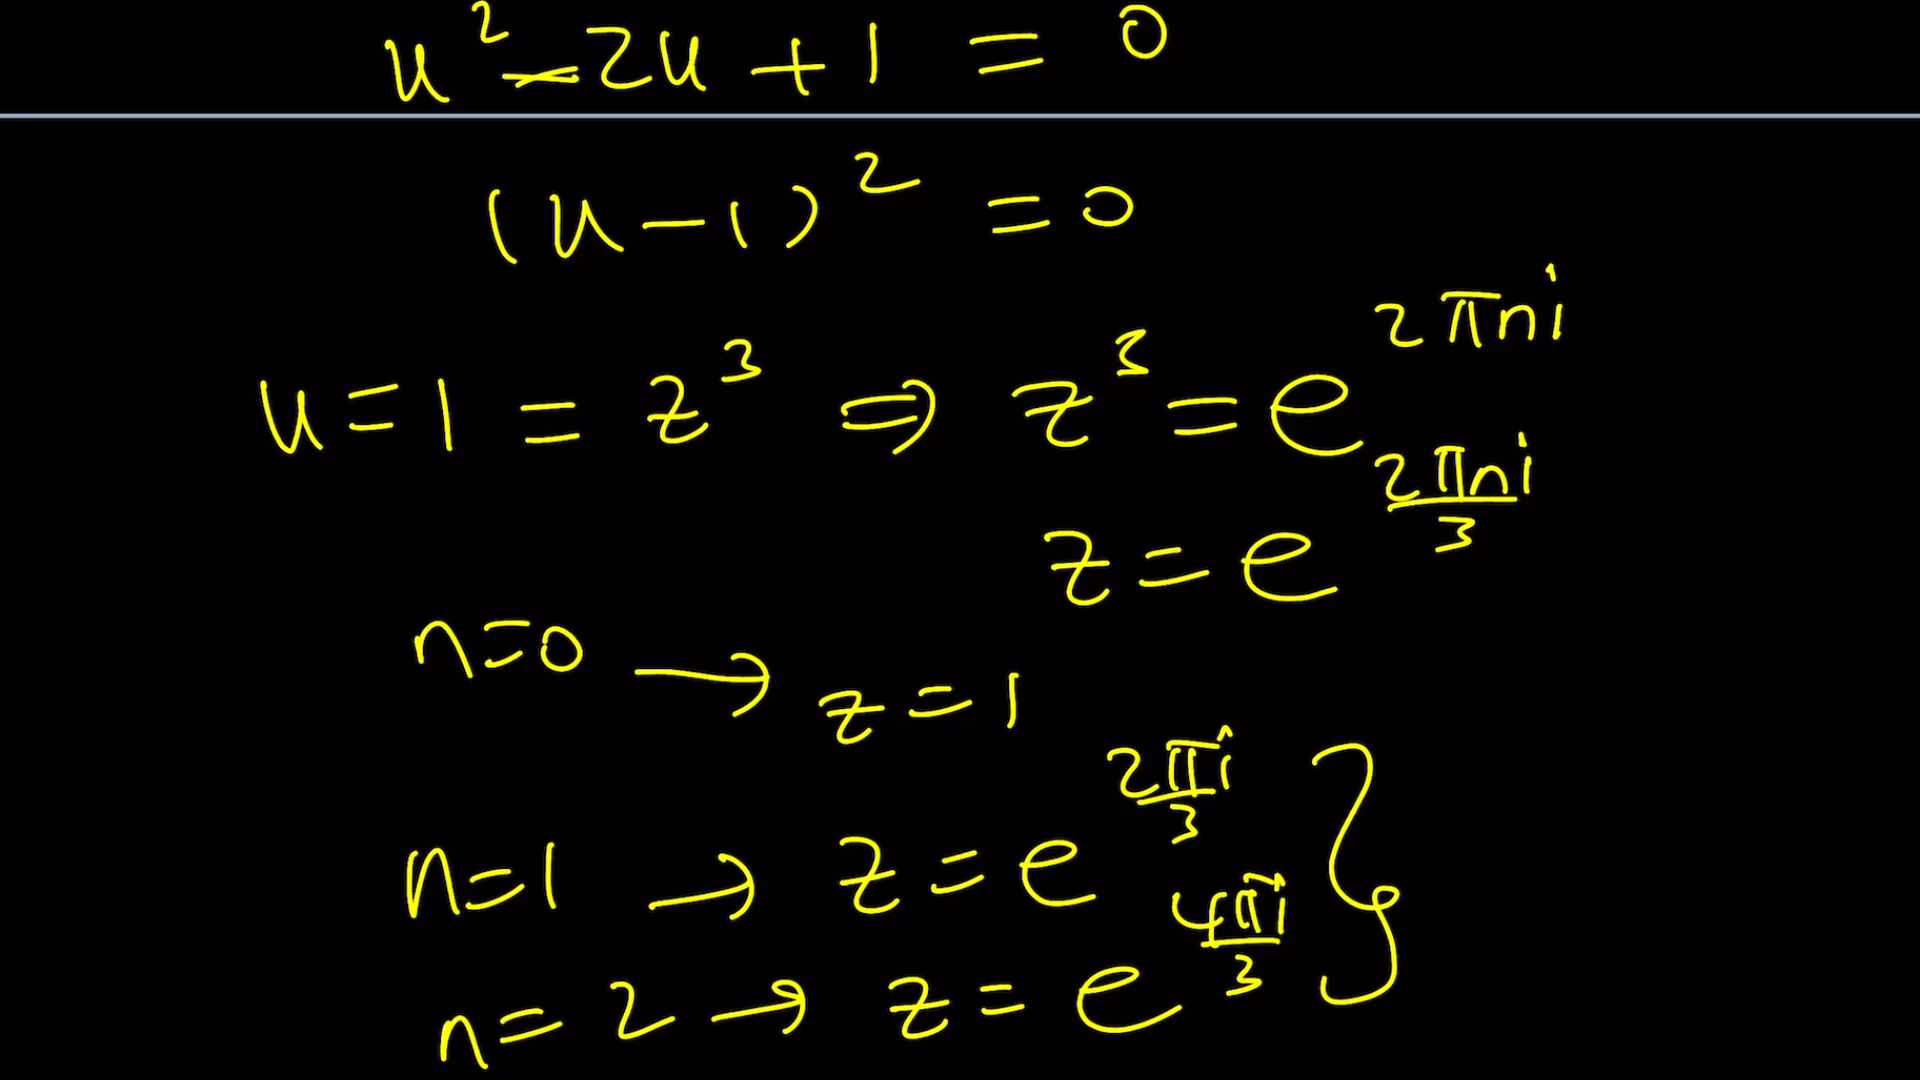 u² - 2u + 1 = 0
(u - 1)² = 0
u = 1 = z³ ⇒ z³ = e^(2πni)
z = e^(2πni/3)
n = 0 → z = 1
n = 1 → z = e^(2πi/3)
n = 2 → z = e^(4πi/3)